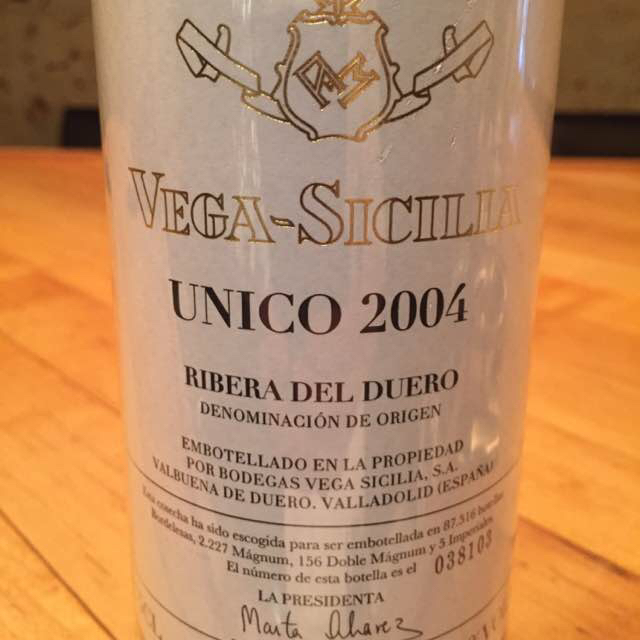 VEGA-SICILIA
UNICO 2004
RIBERA DEL DUERO
DENOMINACIÓN DE ORIGEN
EMBOTELLADO EN LA PROPIEDAD
POR BODEGAS VEGA SICILIA, S.A.
VALBUENA DE DUERO. VALLADOLID (ESPAÑA)
Esta cosecha ha sido escogida para ser embotellada en 87.516 botellas
Bordelesas, 2.227 Mágnum, 156 Doble Mágnum y 5 Imperiales.
El número de esta botella es el 038103
LA PRESIDENTA
Marta Alvarez